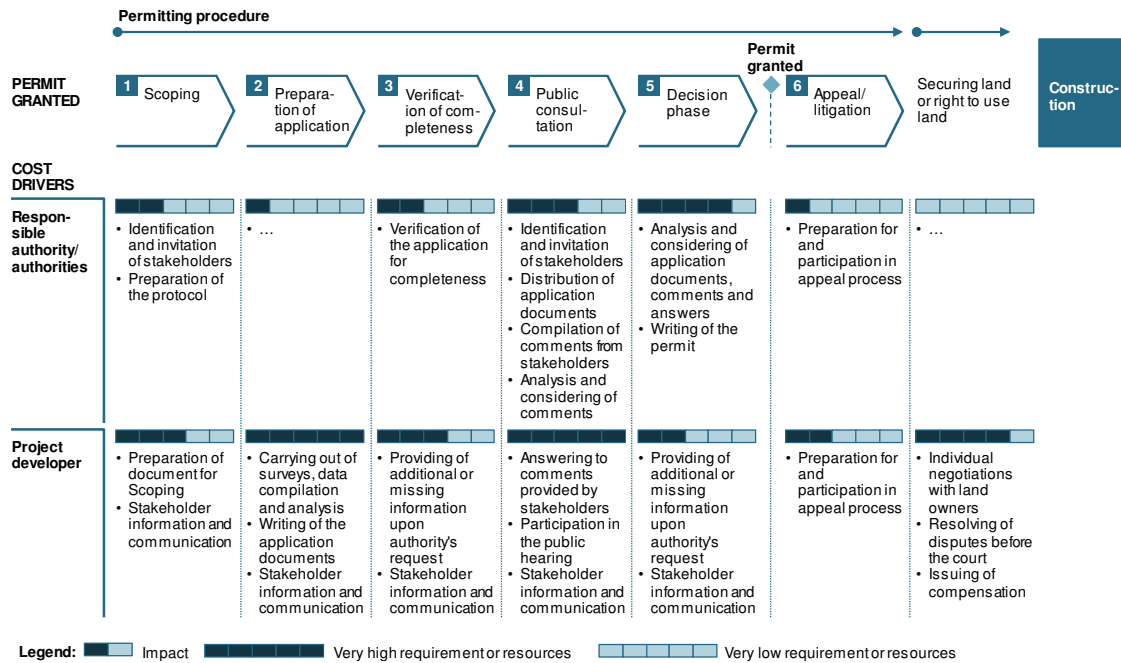 Permitting procedure
PERMIT
GRANTED
1 Scoping
2 Prepara-
tion of
application
3 Verificat-
ion of com-
pleteness
4 Public
consul-
tation
5 Decision
phase
Permit
granted
6 Appeal/
litigation
Securing land
or right to use
land
Construc-
tion
COST
DRIVERS
Respon-
sible
authority/
authorities
• Identification
and invitation
of stakeholders
• Preparation of
the protocol
• …
• Verification of
the application
for
completeness
• Identification
and invitation
of stakeholders
• Distribution of
application
documents
• Compilation of
comments from
stakeholders
• Analysis and
considering of
comments
• Analysis and
considering of
application
documents,
comments and
answers
• Writing of the
permit
• Preparation for
and
participation in
appeal process
• …
Project
developer
• Preparation of
document for
Scoping
• Stakeholder
information and
communication
• Carrying out of
surveys, data
compilation
and analysis
• Writing of the
application
documents
• Stakeholder
information and
communication
• Providing of
additional or
missing
information
upon
authority's
request
• Stakeholder
information and
communication
• Answering to
comments
provided by
stakeholders
• Participation in
the public
hearing
• Stakeholder
information and
communication
• Providing of
additional or
missing
information
upon
authority's
request
• Stakeholder
information and
communication
• Preparation for
and
participation in
appeal process
• Individual
negotiations
with land
owners
• Resolving of
disputes before
the court
• Issuing of
compensation
Legend: Impact Very high requirement or resources Very low requirement or resources